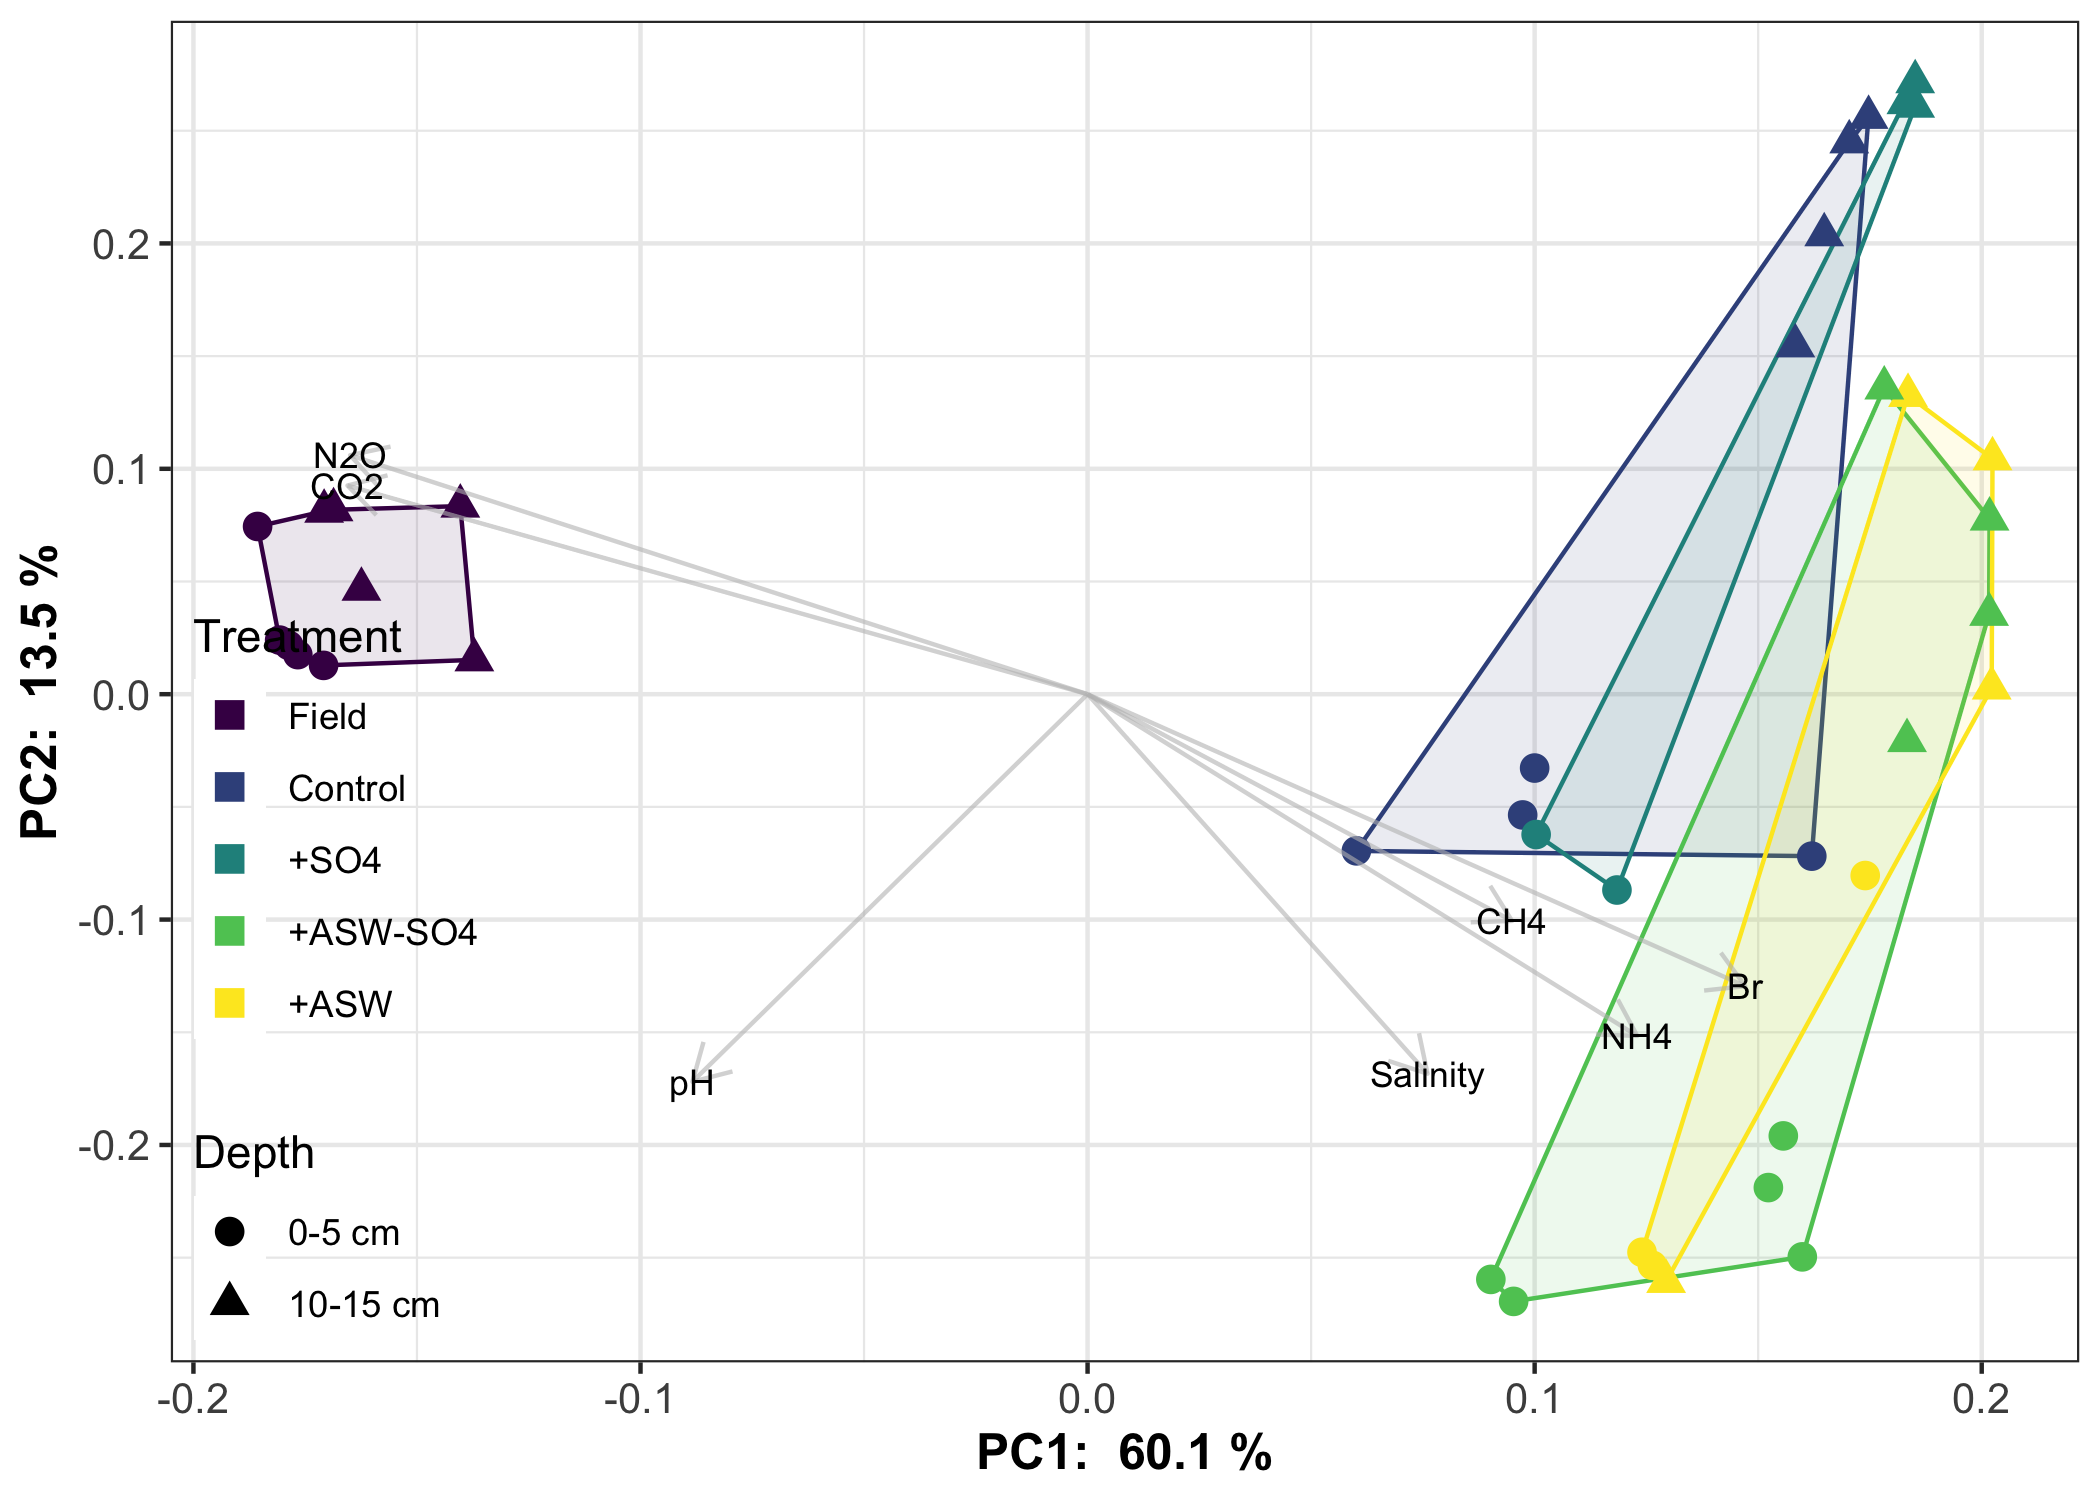 0.2
0.1
0.0
-0.1
-0.2
PC2: 13.5 %
N2O
CO2
Treatment
Field
Control
+SO4
+ASW-SO4
+ASW
Depth
0-5 cm
10-15 cm
CH4
Br
NH4
Salinity
pH
-0.2
-0.1
0.0
0.1
0.2
PC1: 60.1 %